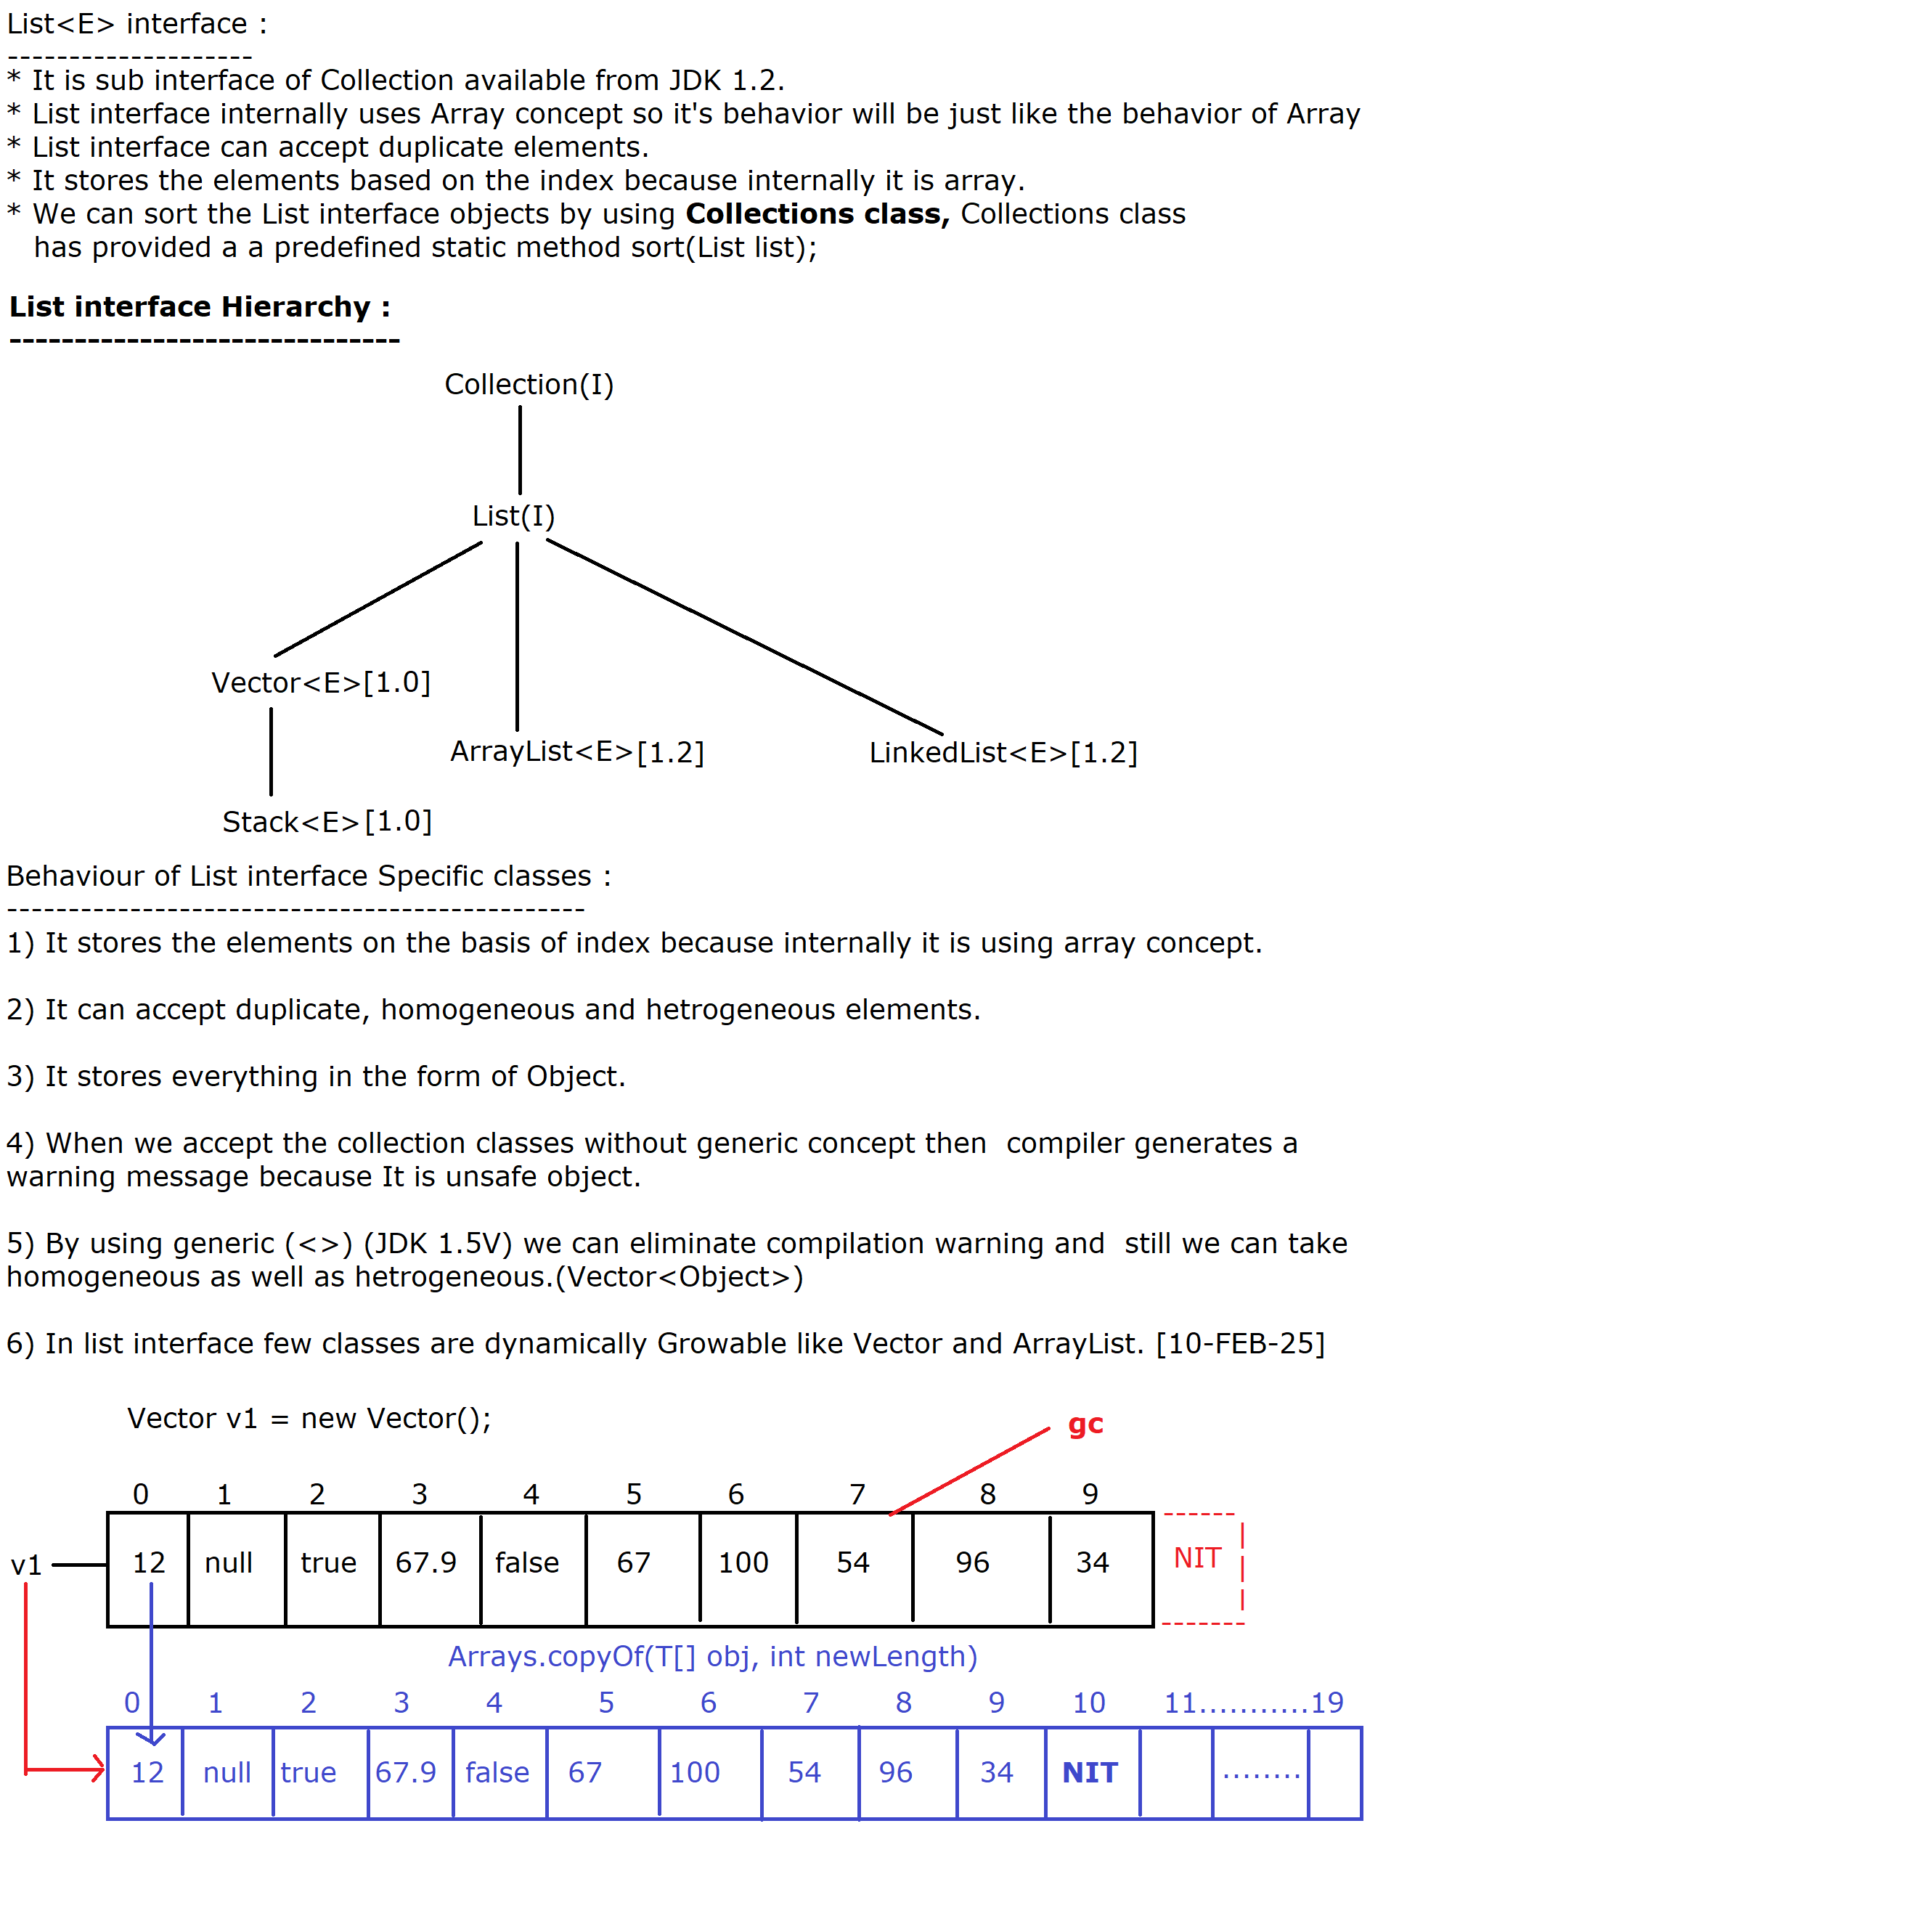 List<E> interface :
--------------------
* It is sub interface of Collection available from JDK 1.2.
* List interface internally uses Array concept so it's behavior will be just like the behavior of Array
* List interface can accept duplicate elements.
* It stores the elements based on the index because internally it is array.
* We can sort the List interface objects by using Collections class, Collections class
has provided a a predefined static method sort(List list);
List interface Hierarchy :
------------------------------
Collection(I)
List(I)
Vector<E>[1.0]
ArrayList<E>[1.2]
LinkedList<E>[1.2]
Stack<E>[1.0]
Behaviour of List interface Specific classes :
-----------------------------------------------
1) It stores the elements on the basis of index because internally it is using array concept.
2) It can accept duplicate, homogeneous and hetrogeneous elements.
3) It stores everything in the form of Object.
4) When we accept the collection classes without generic concept then  compiler generates a
warning message because It is unsafe object.
5) By using generic (<>) (JDK 1.5V) we can eliminate compilation warning and  still we can take
homogeneous as well as hetrogeneous.(Vector<Object>)
6) In list interface few classes are dynamically Growable like Vector and ArrayList. [10-FEB-25]
Vector v1 = new Vector();
gc
0 1 2 3 4 5 6 7 8 9
v1 12 null true 67.9 false 67 100 54 96 34 NIT
Arrays.copyOf(T[] obj, int newLength)
0 1 2 3 4 5 6 7 8 9 10 11...........19
12 null true 67.9 false 67 100 54 96 34 NIT ........